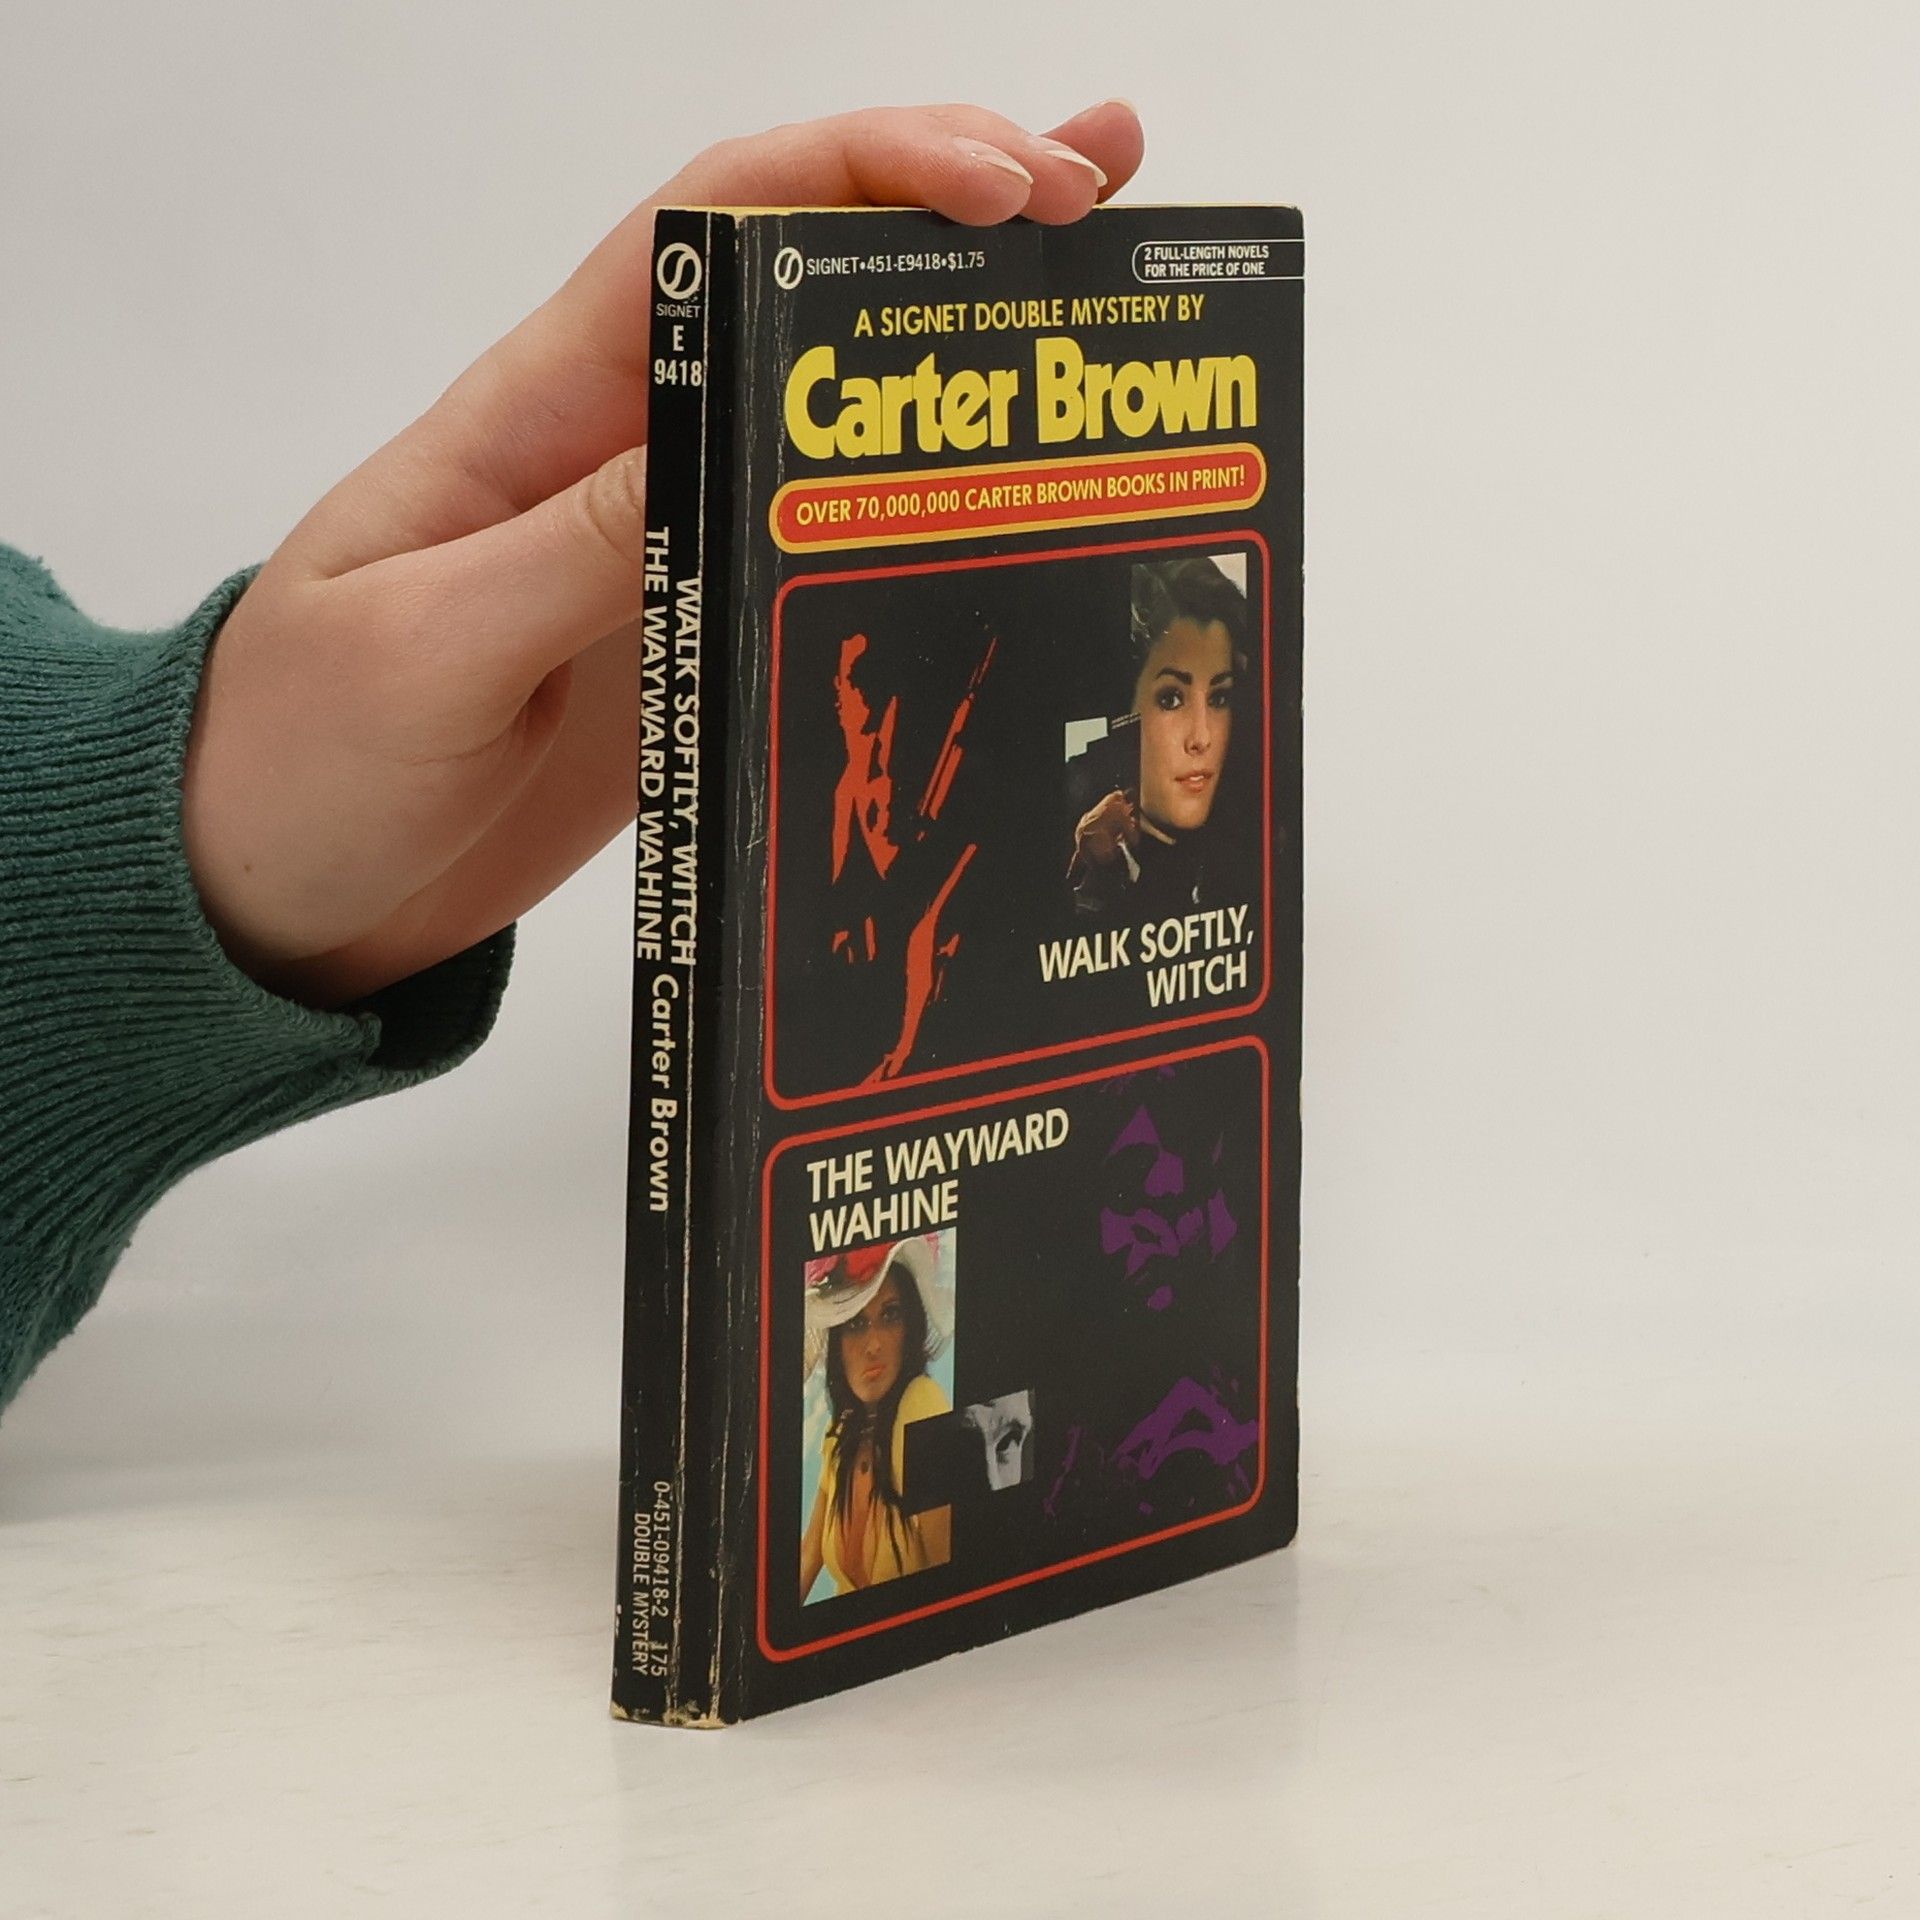 SIGNET
E
9418
WALK SOFTLY, WITCH
THE WAYWARD WAHINE
Carter Brown
0-451-09418-2 175
DOUBLE MYSTERY
SIGNET•451-E9418•$1.75
2 FULL-LENGTH NOVELS
FOR THE PRICE OF ONE
A SIGNET DOUBLE MYSTERY BY
Carter Brown
OVER 70,000,000 CARTER BROWN BOOKS IN PRINT!
WALK SOFTLY,
WITCH
THE WAYWARD
WAHINE